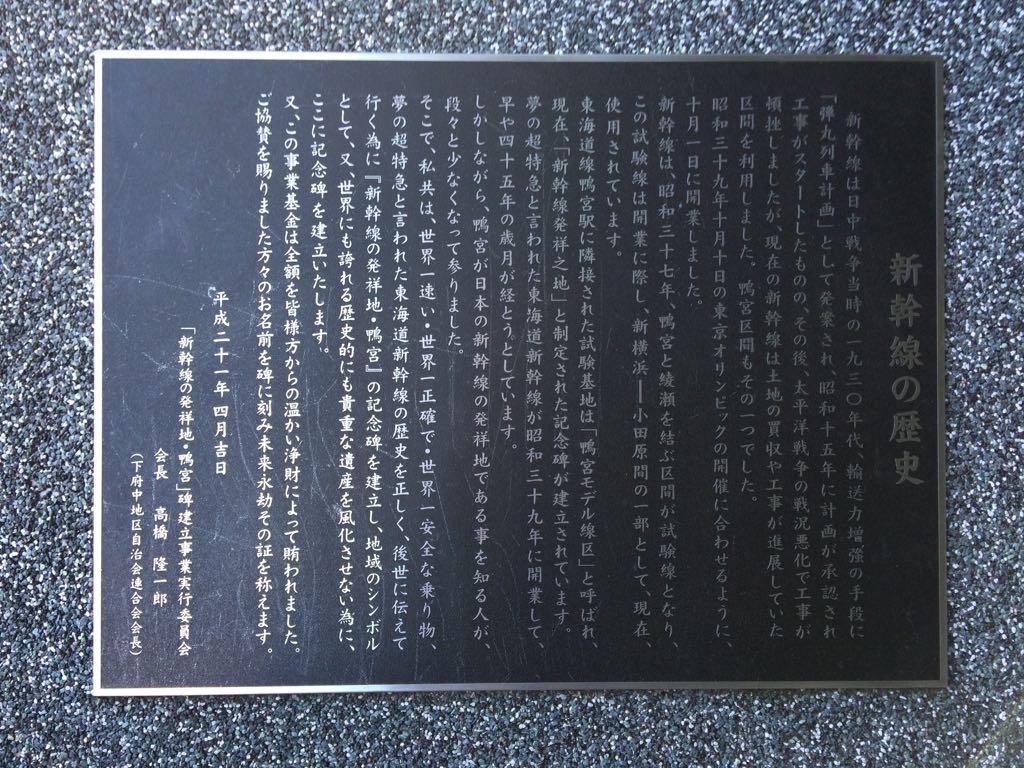 新幹線の歴史
新幹線は日中戦争当時の一九三〇年代、輸送力増強の手段に
「弾丸列車計画」として発案され、昭和十五年に計画が承認され
工事がスタートしたものの、その後、太平洋戦争の戦況悪化で工事が
頓挫しましたが、現在の新幹線は土地の買収や工事が進展していた
区間を利用しました。鴨宮区間もその一つでした。
昭和三十九年十月十日の東京オリンピックの開催に合わせるように、
十月一日に開業しました。
新幹線は、昭和三十七年、鴨宮と綾瀬を結ぶ区間が試験線となり、
この試験線は開業に際し、新横浜―小田原間の一部として、現在、
使用されています。
東海道線鴨宮駅に隣接された試験基地は「鴨宮モデル線区」と呼ばれ、
現在、「新幹線発祥之地」と制定された記念碑が建立されています。
夢の超特急と言われた東海道新幹線が昭和三十九年に開業して、
早や四十五年の歳月が経とうとしています。
しかしながら、鴨宮が日本の新幹線の発祥地である事を知る人が、
段々と少なくなって参りました。
そこで、私共は、世界一速い・世界一正確で・世界一安全な乗り物、
夢の超特急と言われた東海道新幹線の歴史を正しく、後世に伝えて
行く為に『新幹線の発祥地・鴨宮』の記念碑を建立し、地域のシンボル
として、又、世界にも誇れる歴史的にも貴重な遺産を風化させない為に、
ここに記念碑を建立いたします。
又、この事業基金は全額を皆様方からの温かい浄財によって賄われました。
ご協賛を賜りました方々のお名前を碑に刻み未来永劫その証を称えます。
平成二十一年 四月吉日
「新幹線の発祥地・鴨宮」碑建立事業実行委員会
会長 高橋 隆一郎
（下府中地区自治会連合会会長）